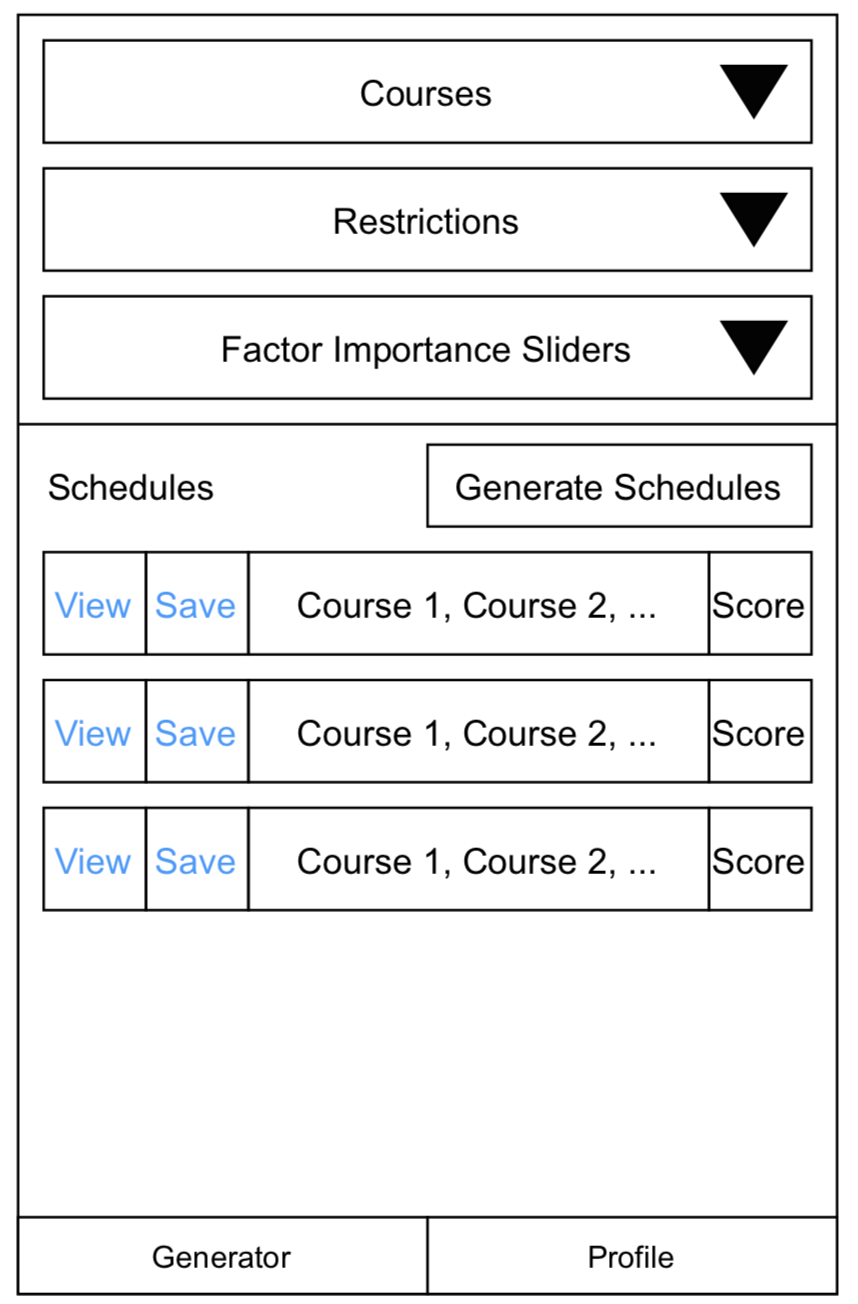 Courses
Restrictions
Factor Importance Sliders
Schedules
Generate Schedules
View Save Course 1, Course 2, ... Score
View Save Course 1, Course 2, ... Score
View Save Course 1, Course 2, ... Score
Generator
Profile